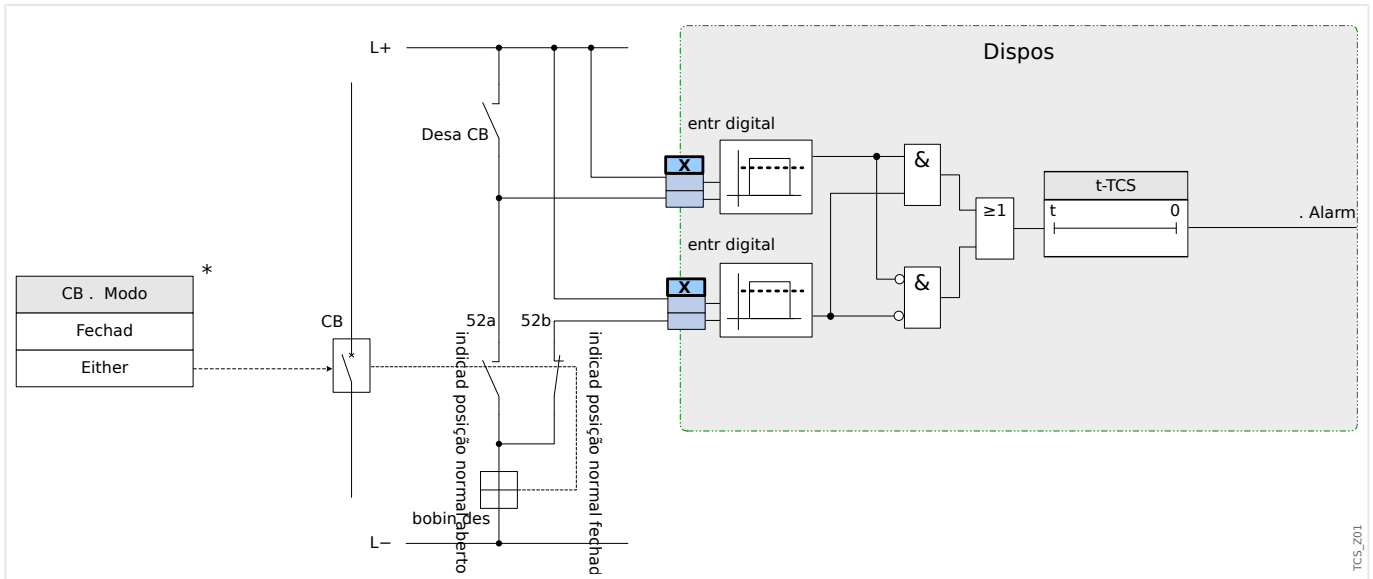 L+
Dispos
entr digital
Desa CB
X
&
t-TCS
t 0
≥1
. Alarm
entr digital
*
X
&
CB . Modo
Fechad
Either
CB
52a
52b
indicad posição normal aberto
indicad posição normal fechad
bobin des
L−
TCS_Z01